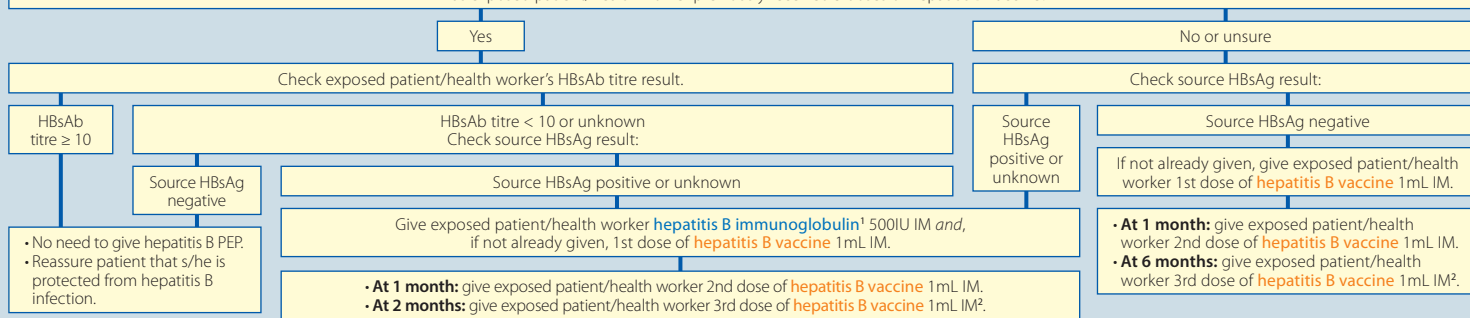 Yes
No or unsure
Check exposed patient/health worker's HBsAb titre result.
Check source HBsAg result:
HBsAb
titre ≥ 10
HBsAb titre < 10 or unknown
Check source HBsAg result:
Source
HBsAg
positive or
unknown
Source HBsAg negative
Source HBsAg
negative
Source HBsAg positive or unknown
If not already given, give exposed patient/health
worker 1st dose of hepatitis B vaccine 1mL IM.
Give exposed patient/health worker hepatitis B immunoglobulin¹ 500IU IM and,
if not already given, 1st dose of hepatitis B vaccine 1mL IM.
• No need to give hepatitis B PEP.
• Reassure patient that s/he is
protected from hepatitis B
infection.
• At 1 month: give exposed patient/health worker 2nd dose of hepatitis B vaccine 1mL IM.
• At 2 months: give exposed patient/health worker 3rd dose of hepatitis B vaccine 1mL IM².
• At 1 month: give exposed patient/health
worker 2nd dose of hepatitis B vaccine 1mL IM.
• At 6 months: give exposed patient/health
worker 3rd dose of hepatitis B vaccine 1mL IM².